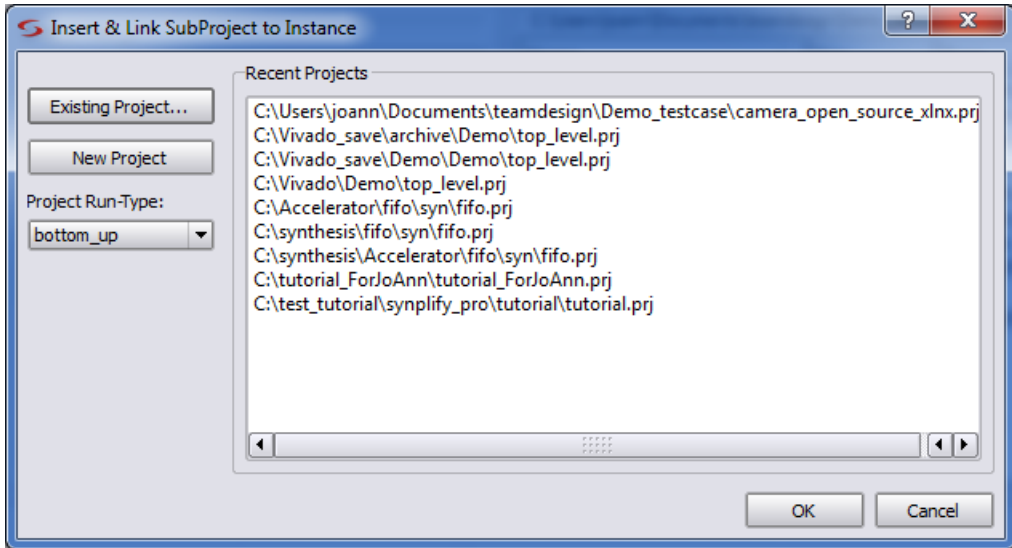 Insert & Link SubProject to Instance
Existing Project...
New Project
Project Run-Type:
bottom_up
Recent Projects
C:\Users\joann\Documents\teamdesign\Demo_testcase\camera_open_source_xlnx.prj
C:\Vivado_save\archive\Demo\top_level.prj
C:\Vivado_save\Demo\Demo\top_level.prj
C:\Vivado\Demo\top_level.prj
C:\Accelerator\fifo\syn\fifo.prj
C:\synthesis\fifo\syn\fifo.prj
C:\synthesis\Accelerator\fifo\syn\fifo.prj
C:\tutorial_ForJoAnn\tutorial_ForJoAnn.prj
C:\test_tutorial\synplify_pro\tutorial\tutorial.prj
OK
Cancel